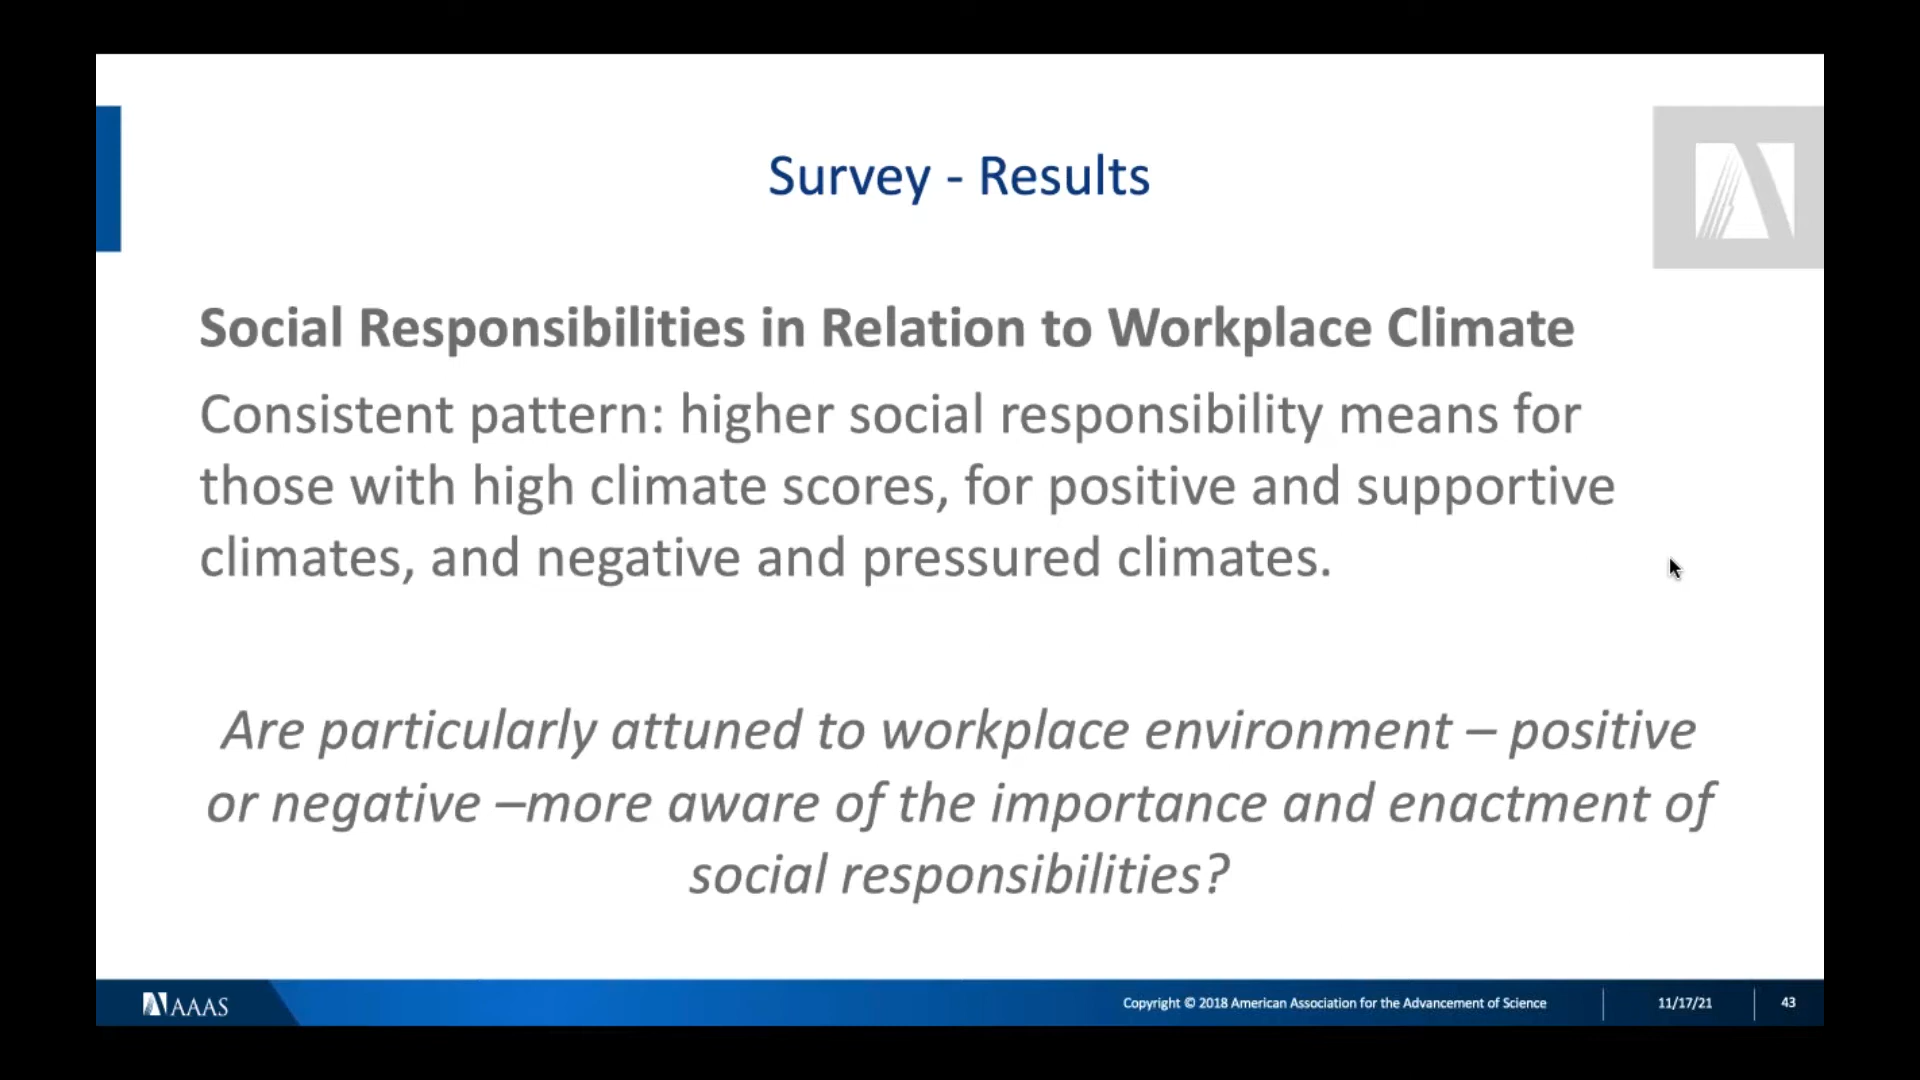 Survey - Results
Social Responsibilities in Relation to Workplace Climate
Consistent pattern: higher social responsibility means for
those with high climate scores, for positive and supportive
climates, and negative and pressured climates.
Are particularly attuned to workplace environment – positive
or negative –more aware of the importance and enactment of
social responsibilities?
AAAS
Copyright © 2018 American Association for the Advancement of Science
11/17/21
43